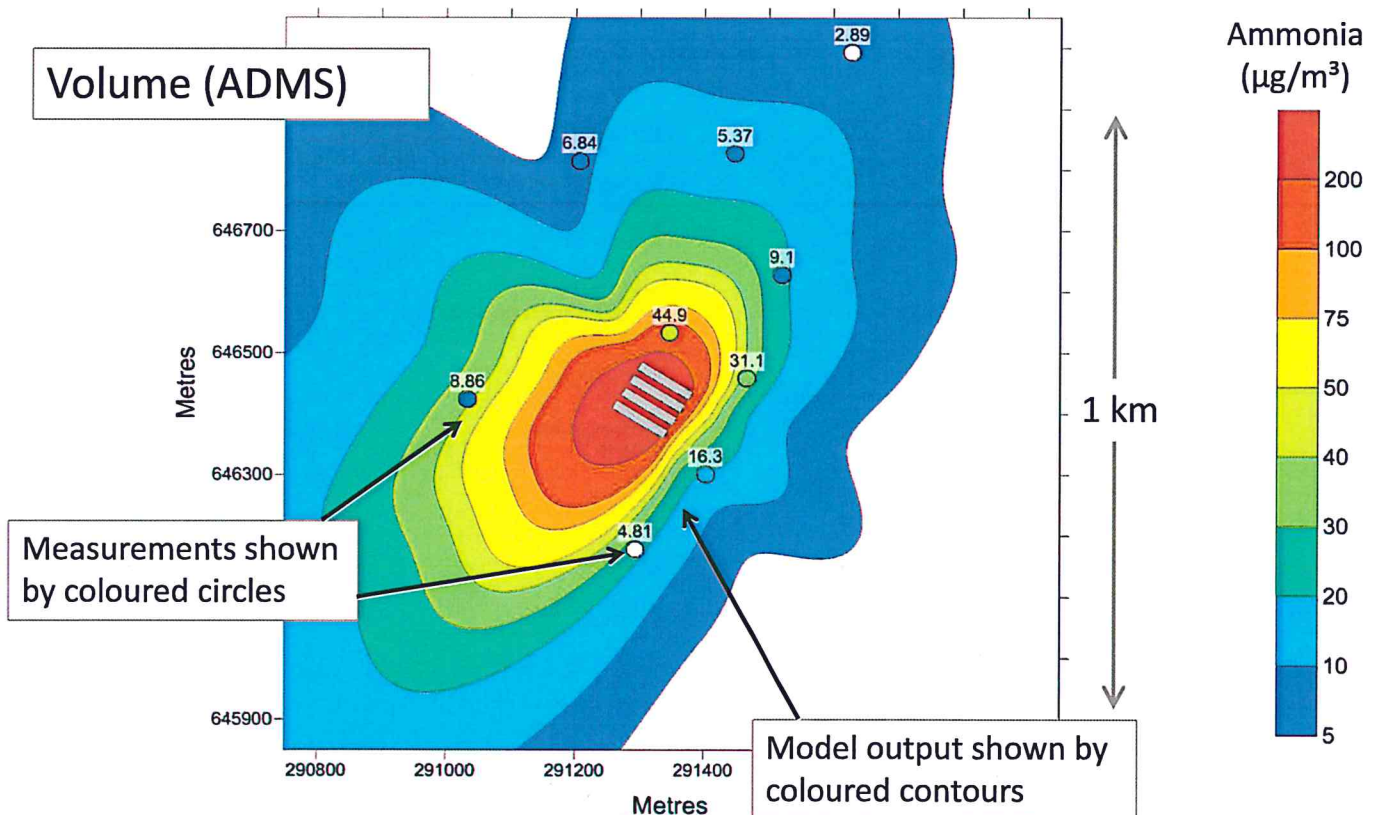 Volume (ADMS)
Ammonia
(µg/m³)
2.89
6.84
5.37
9.1
44.9
31.1
8.86
16.3
4.81
646700
646500
646300
645900
Metres
290800
291000
291200
291400
Metres
1 km
200
100
75
50
40
30
20
10
5
Measurements shown
by coloured circles
Model output shown by
coloured contours